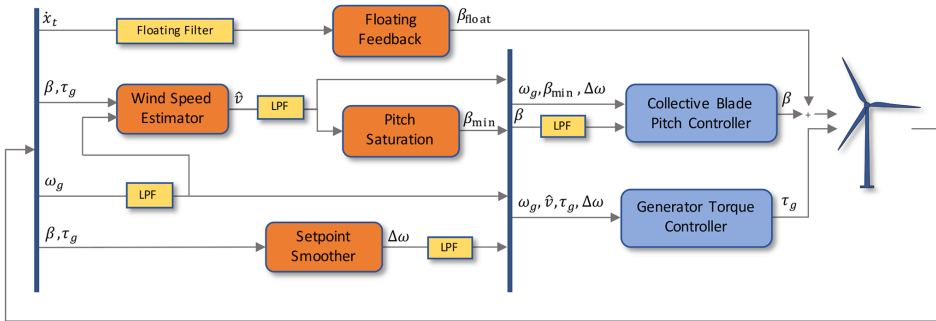 ẋₜ
Floating Filter
Floating
Feedback
β_float
β, τ_g
Wind Speed
Estimator
v̂
LPF
Pitch
Saturation
β_min
ω_g, β_min, Δω
β
LPF
Collective Blade
Pitch Controller
β
+
ω_g
LPF
ω_g, v̂, τ_g, Δω
Generator Torque
Controller
τ_g
β, τ_g
Setpoint
Smoother
Δω
LPF